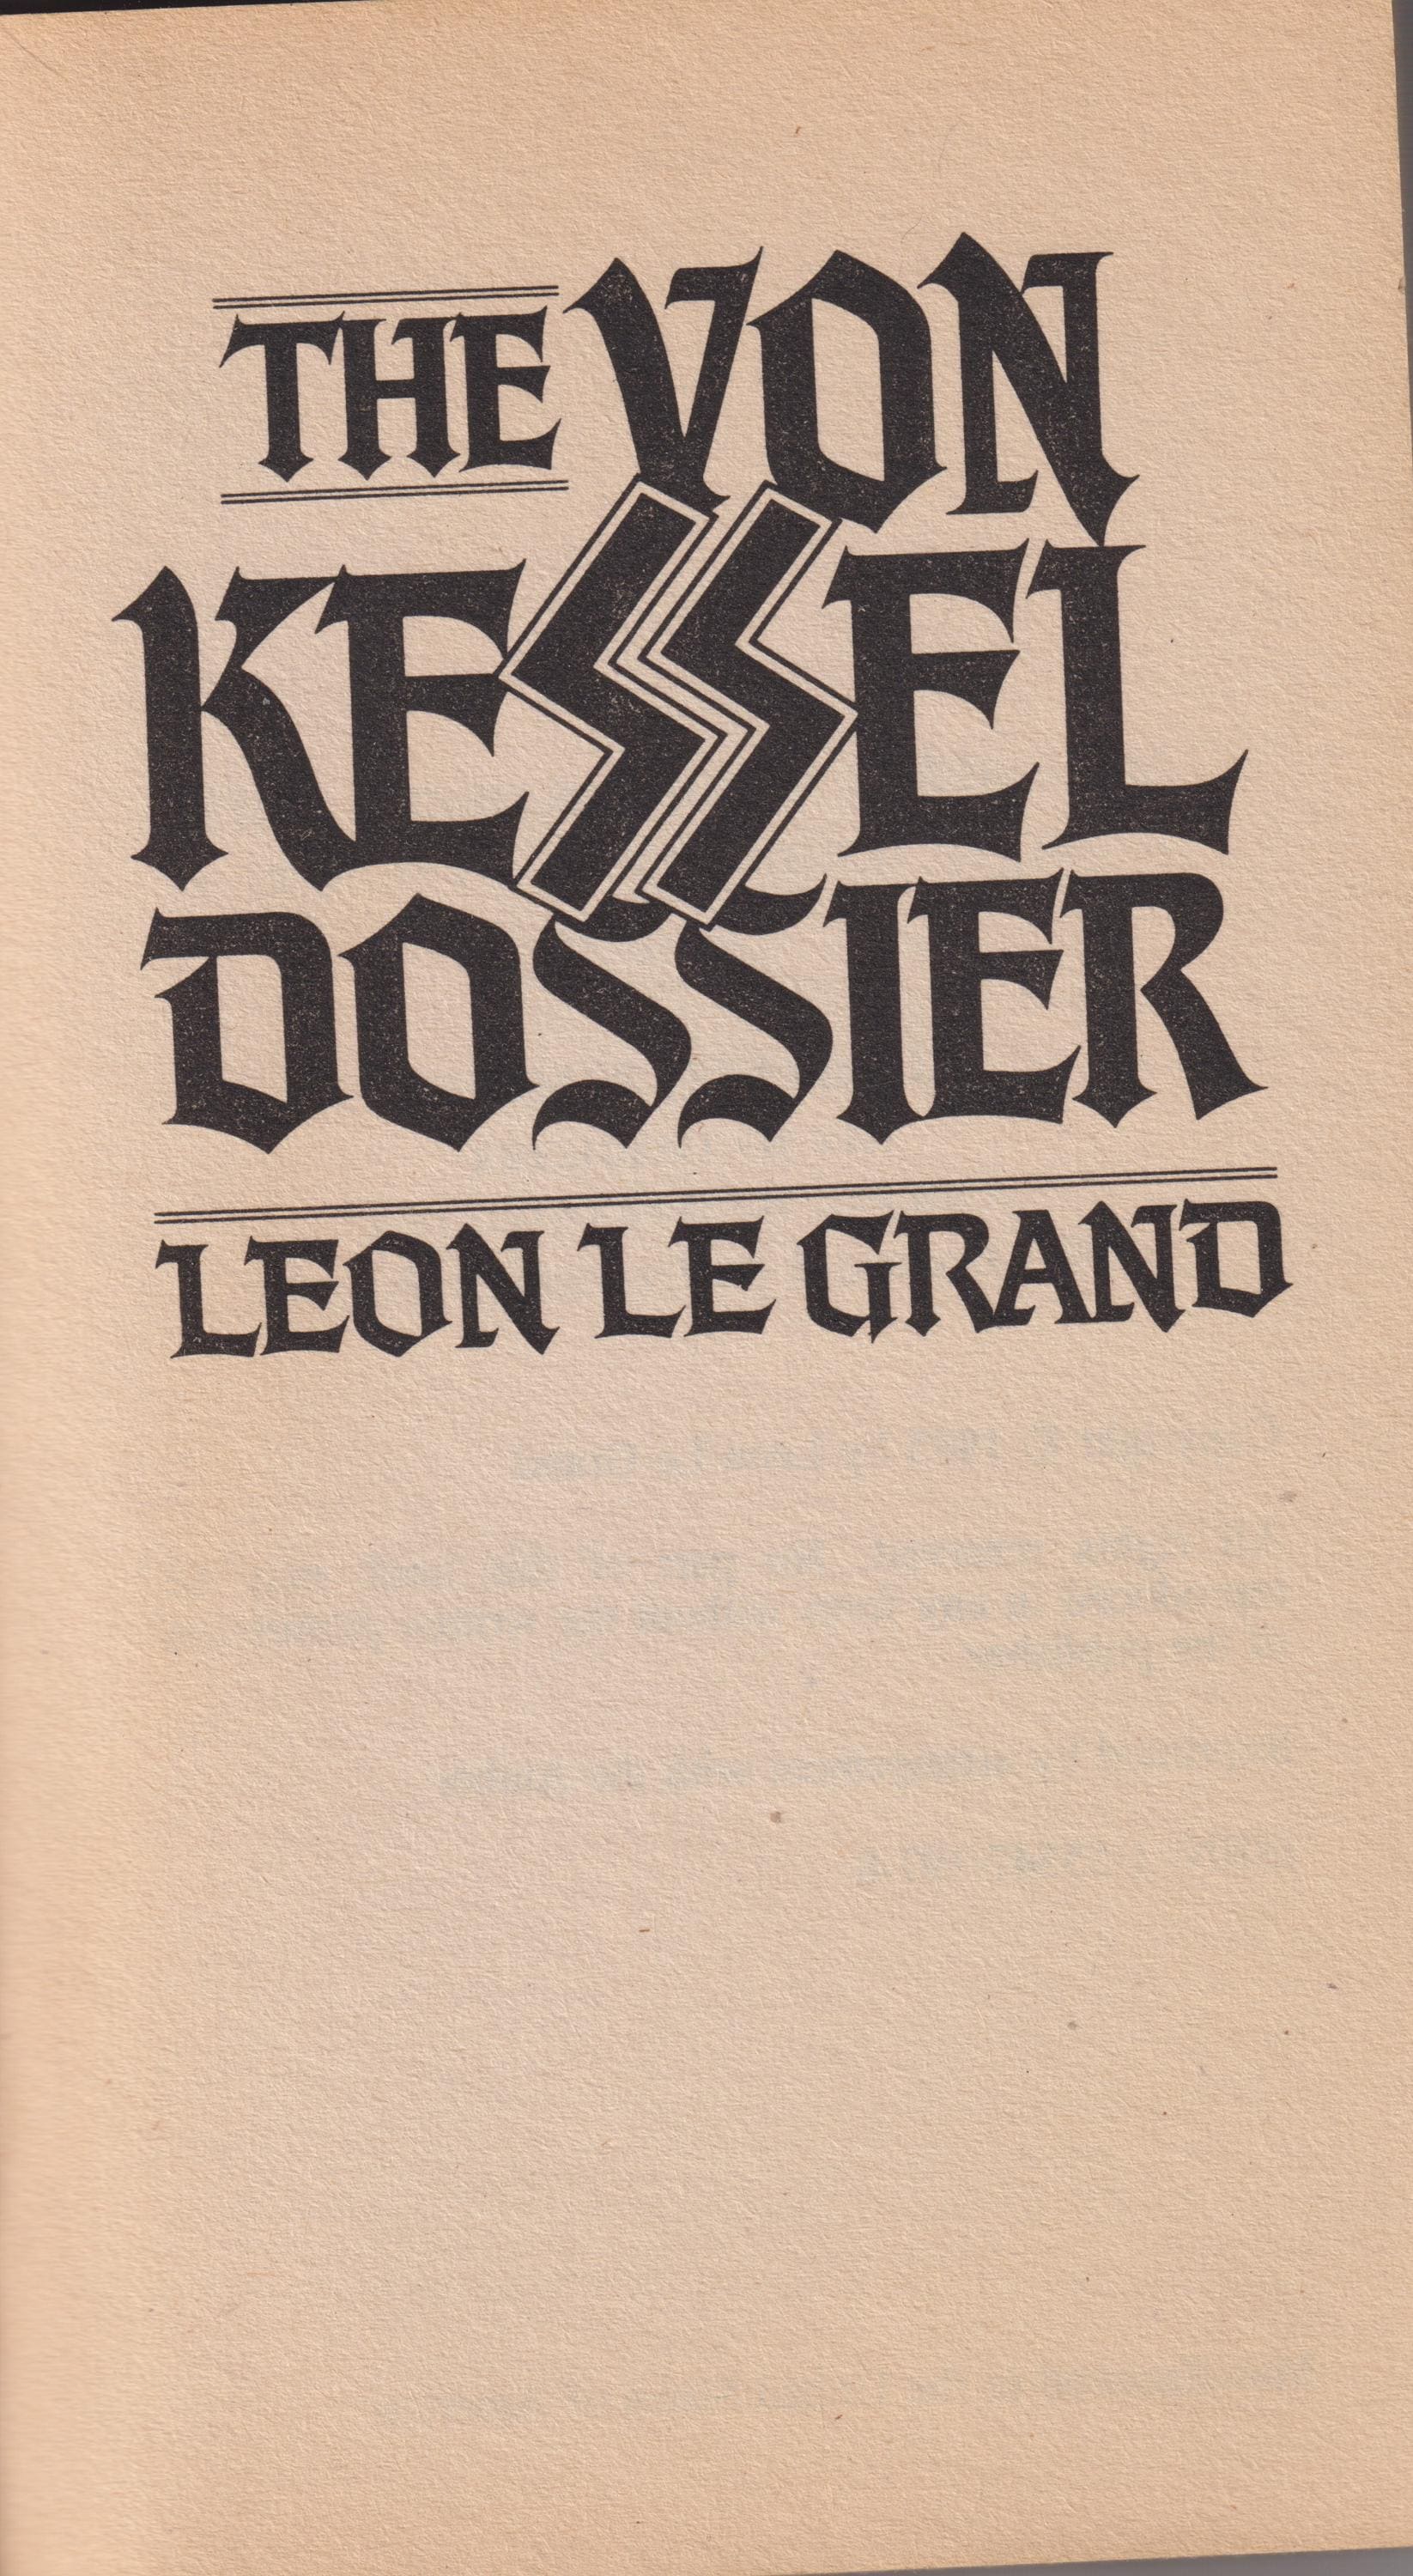 THE VON
KESSEL
DOSSIER
LEON LE GRAND